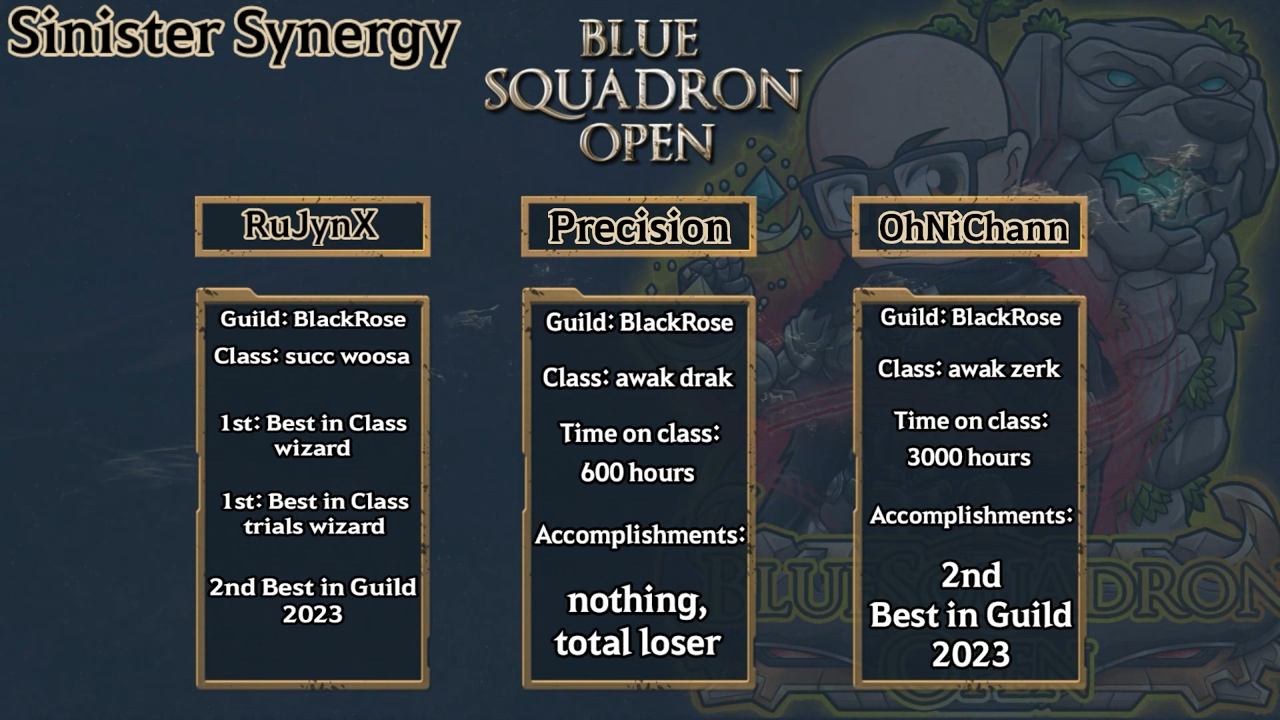 Sinister Synergy
BLUE
SQUADRON
OPEN
RuJynX
Guild: BlackRose
Class: succ woosa
1st: Best in Class
wizard
1st: Best in Class
trials wizard
2nd Best in Guild
2023
Precision
Guild: BlackRose
Class: awak drak
Time on class:
600 hours
Accomplishments:
nothing,
total loser
OhNiChann
Guild: BlackRose
Class: awak zerk
Time on class:
3000 hours
Accomplishments:
2nd
Best in Guild
2023
BLUE SQUADRON
OPEN